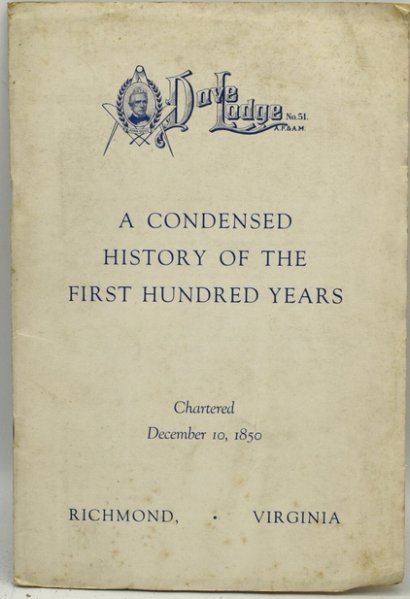 Dove Lodge No. 51.
A.F.&A.M.
A CONDENSED
HISTORY OF THE
FIRST HUNDRED YEARS
Chartered
December 10, 1850
RICHMOND, · VIRGINIA